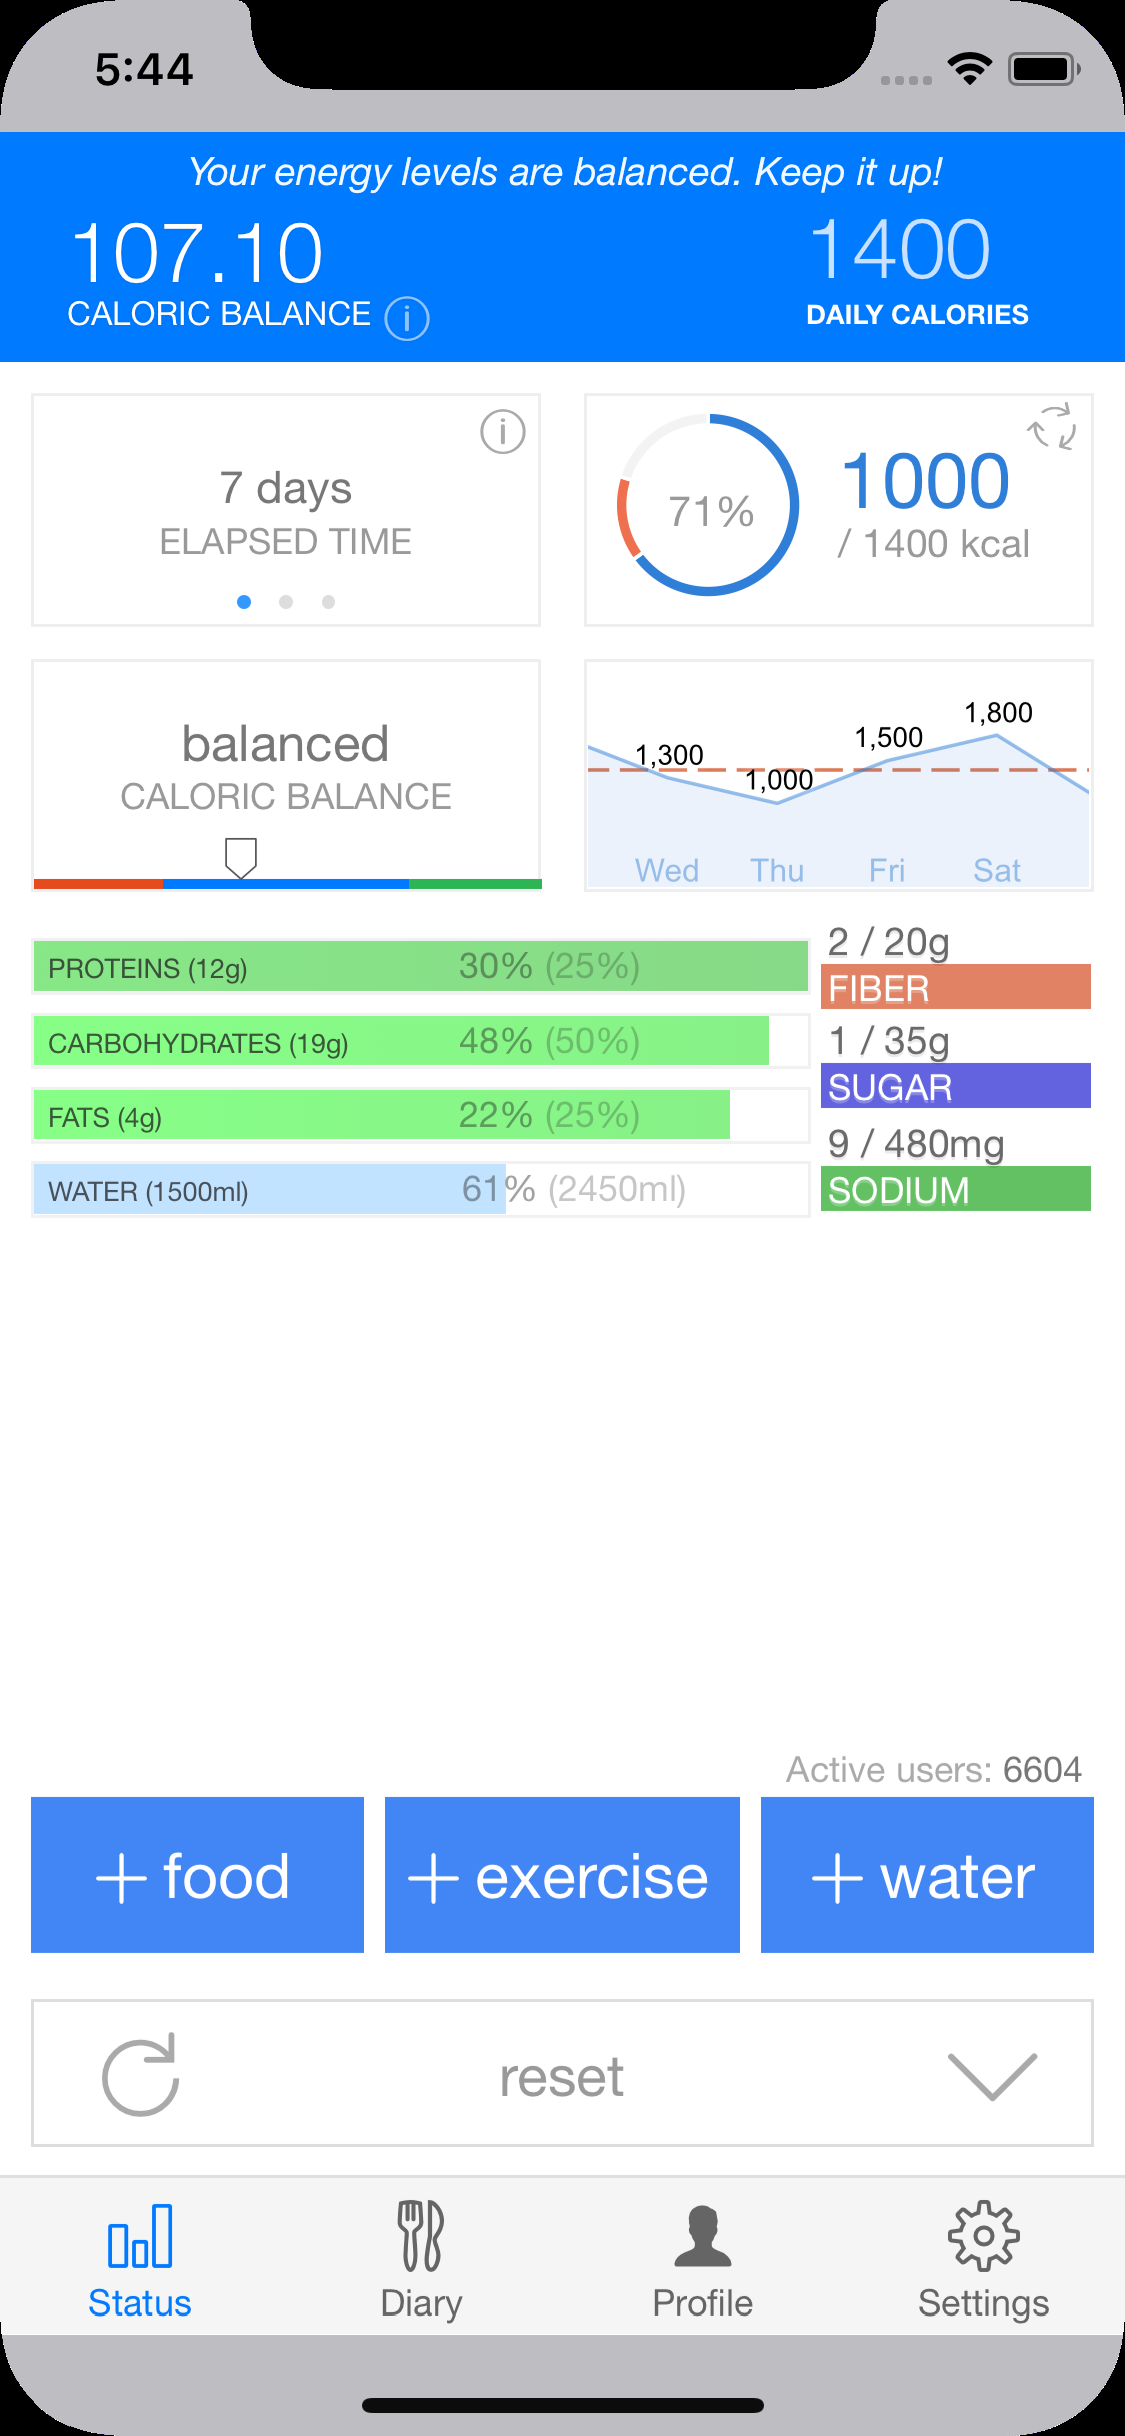 5:44
Your energy levels are balanced. Keep it up!
107.10
CALORIC BALANCE i
1400
DAILY CALORIES
7 days
ELAPSED TIME
i
71%
1000
/ 1400 kcal
balanced
CALORIC BALANCE
1,300
1,000
1,500
1,800
Wed Thu Fri Sat
PROTEINS (12g) 30% (25%)
CARBOHYDRATES (19g) 48% (50%)
FATS (4g) 22% (25%)
WATER (1500ml) 61% (2450ml)
2 / 20g
FIBER
1 / 35g
SUGAR
9 / 480mg
SODIUM
Active users: 6604
+ food
+ exercise
+ water
reset
Status
Diary
Profile
Settings